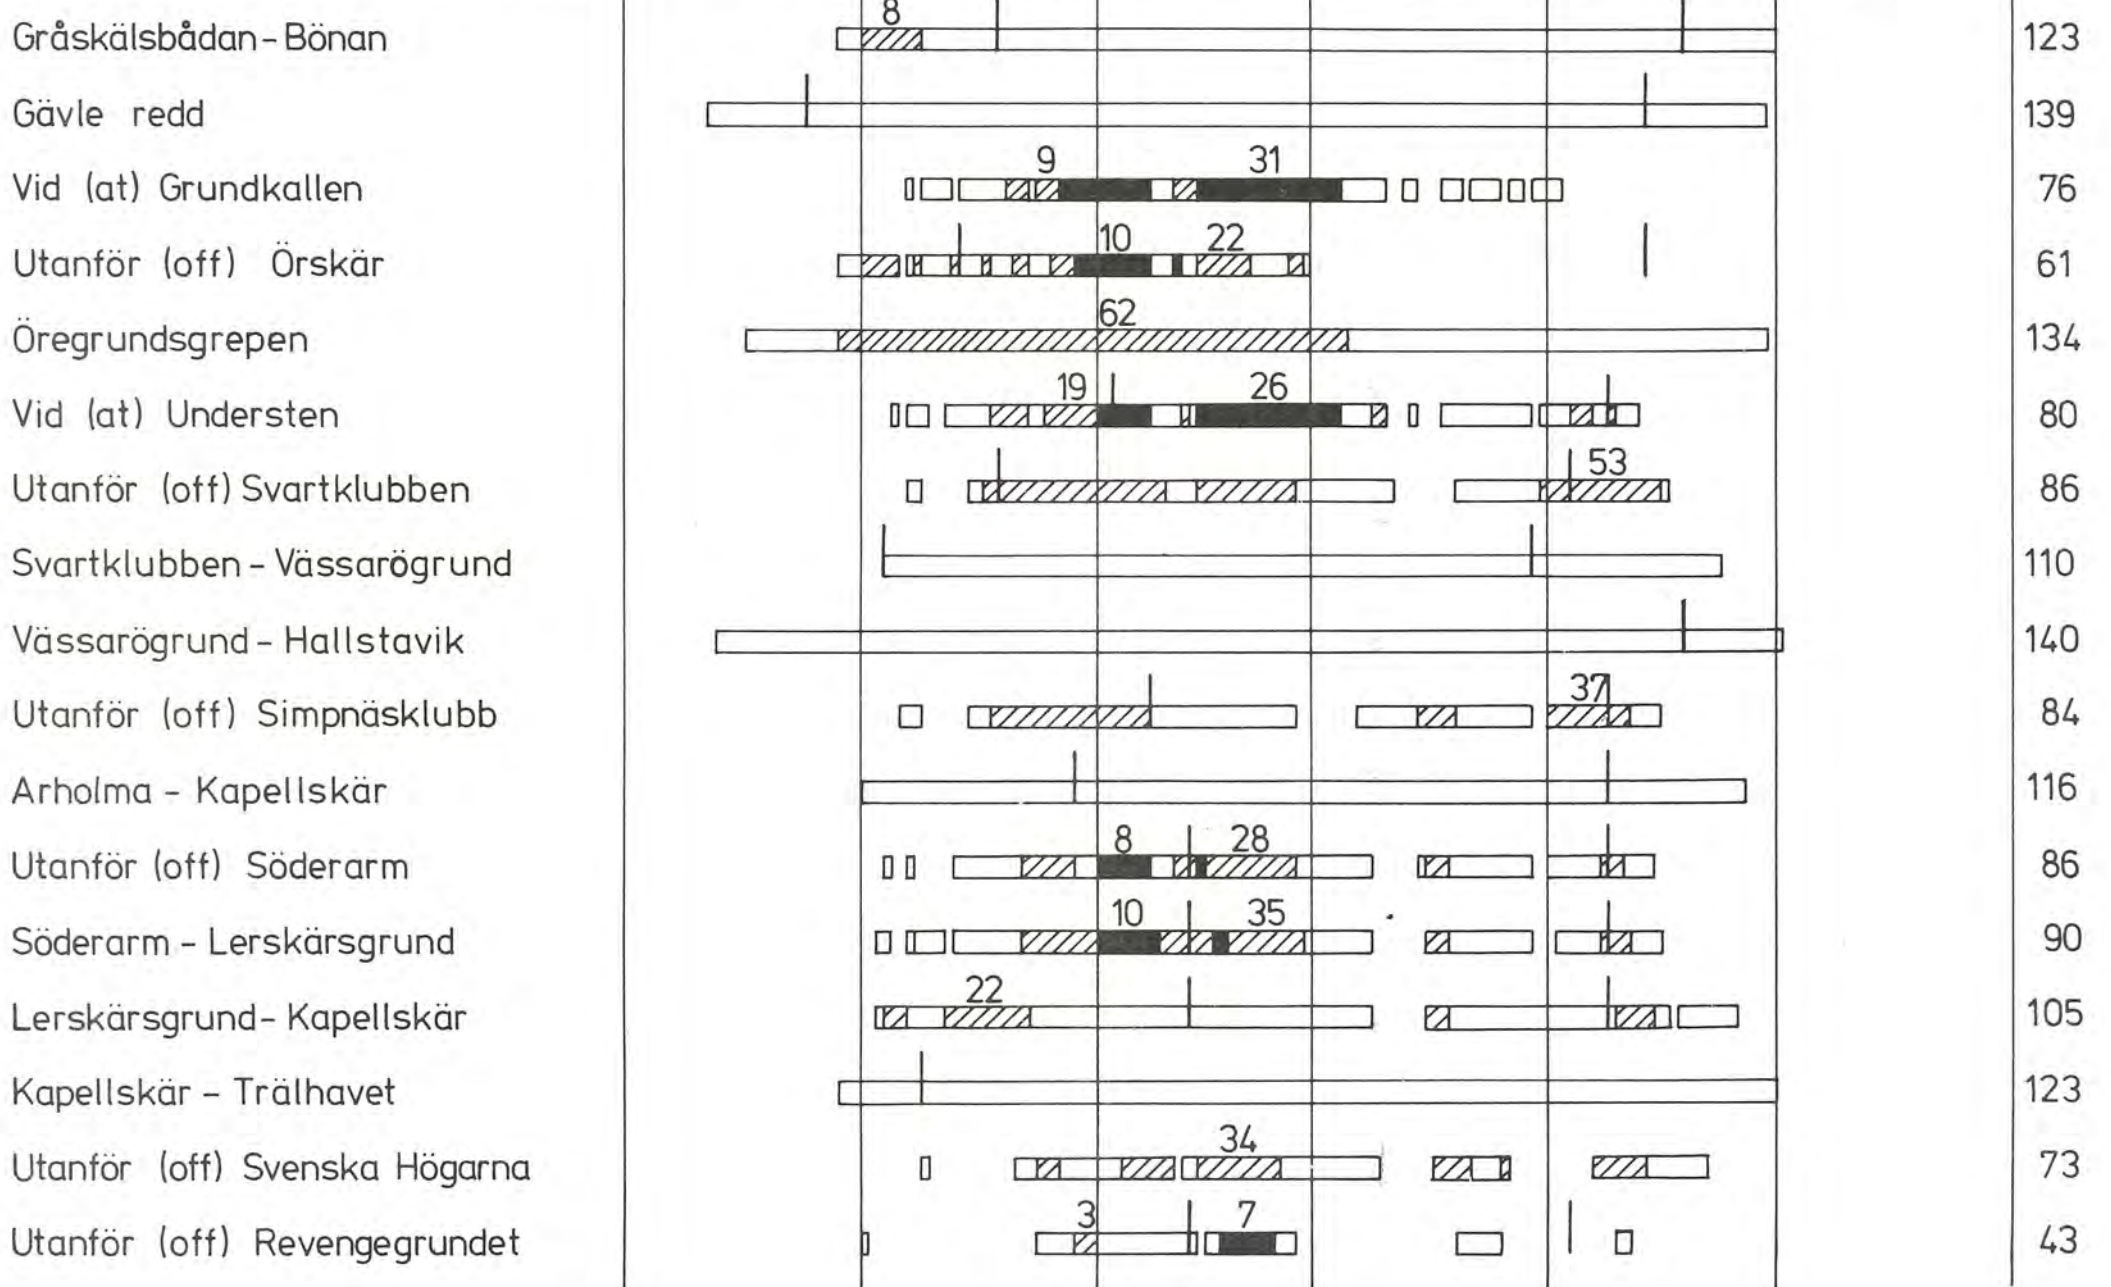 Gråskälsbådan-Bönan 8 123
Gävle redd 139
Vid (at) Grundkallen 9 31 76
Utanför (off) Örskär 10 22 61
Öregrundsgrepen 62 134
Vid (at) Understen 19 26 80
Utanför (off) Svartklubben 53 86
Svartklubben - Vässarögrund 110
Vässarögrund - Hallstavik 140
Utanför (off) Simpnäsklubb 37 84
Arholma - Kapellskär 116
Utanför (off) Söderarm 8 28 86
Söderarm - Lerskärsgrund 10 35 90
Lerskärsgrund - Kapellskär 22 105
Kapellskär - Trälhavet 123
Utanför (off) Svenska Högarna 34 73
Utanför (off) Revengegrundet 3 7 43